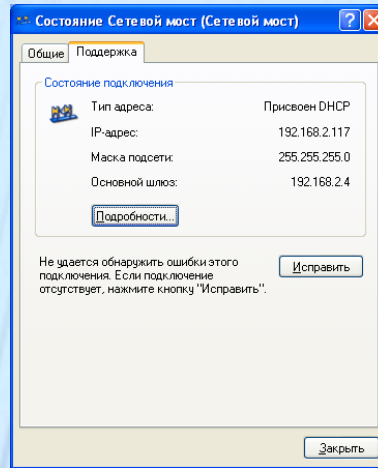 Состояние Сетевой мост (Сетевой мост)
Общие Поддержка
Состояние подключения
Тип адреса: Присвоен DHCP
IP-адрес: 192.168.2.117
Маска подсети: 255.255.255.0
Основной шлюз: 192.168.2.4
Подробности...
Не удается обнаружить ошибки этого
подключения. Если подключение
отсутствует, нажмите кнопку "Исправить".
Исправить
Закрыть